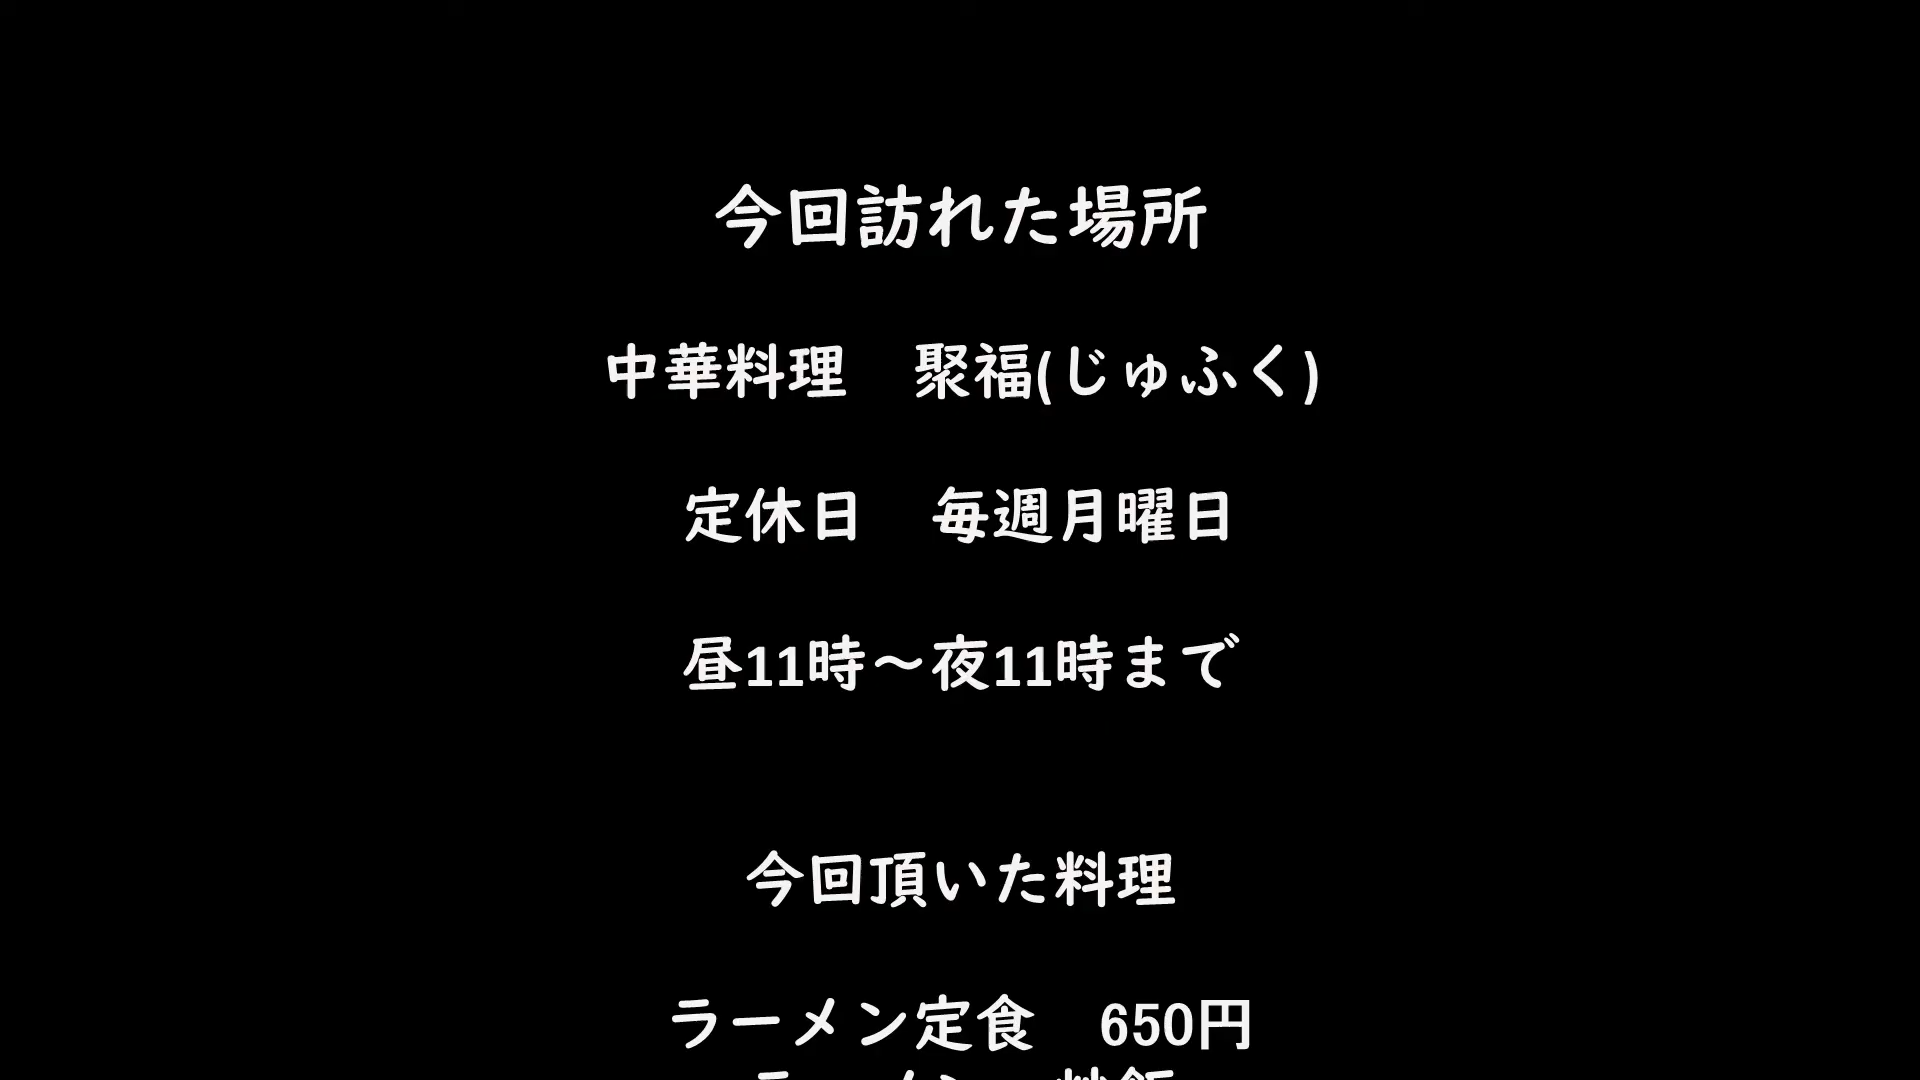 今回訪れた場所
中華料理　聚福(じゅふく)
定休日　毎週月曜日
昼11時～夜11時まで
今回頂いた料理
ラーメン定食　650円